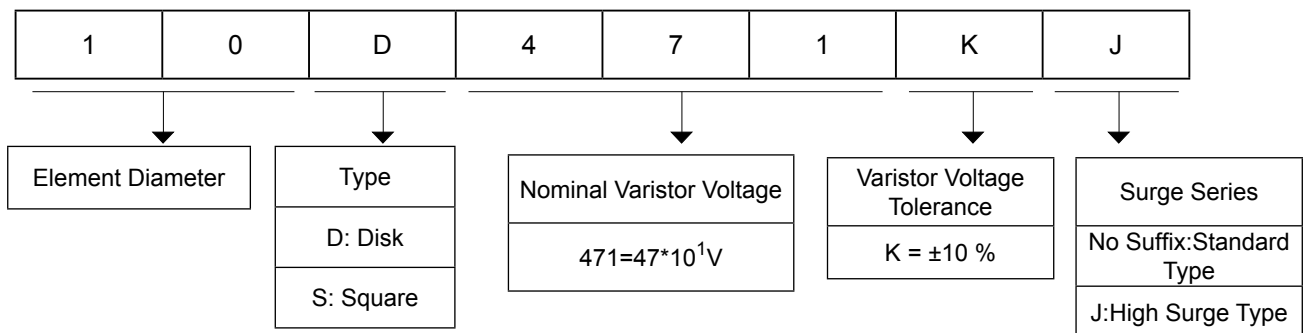 1 0 D 4 7 1 K J
Element Diameter
Type
D: Disk
S: Square
Nominal Varistor Voltage
471=47*10¹V
Varistor Voltage
Tolerance
K = ±10 %
Surge Series
No Suffix:Standard
Type
J:High Surge Type